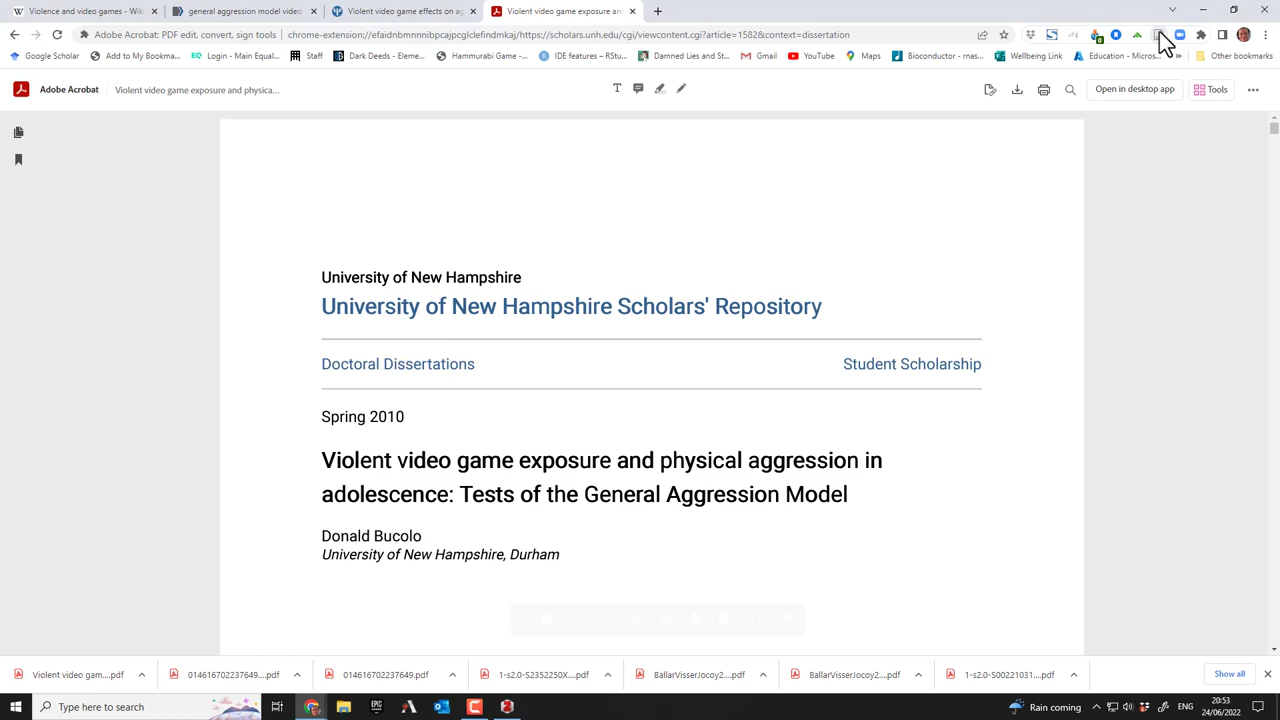 Violence and video games - Wiki
general aggression model video
Violent video game effects on ag
Violent video game exposure an
Adobe Acrobat: PDF edit, convert, sign tools | chrome-extension://efaidnbmnnnibpcajpcglclefindmkaj/https://scholars.unh.edu/cgi/viewcontent.cgi?article=1582&context=dissertation
Google Scholar
Add to My Bookma...
EQ Login - Main Equal...
Staff
Dark Deeds - Eleme...
Hammurabi Game -...
IDE features – RStu...
Damned Lies and St...
Gmail
YouTube
Maps
Bioconductor - rnas...
Wellbeing Link
Education - Micros...
»
Other bookmarks
Adobe Acrobat
Violent video game exposure and physica...
Open in desktop app
Tools
University of New Hampshire
University of New Hampshire Scholars' Repository
Doctoral Dissertations
Student Scholarship
Spring 2010
Violent video game exposure and physical aggression in
adolescence: Tests of the General Aggression Model
Donald Bucolo
University of New Hampshire, Durham
Violent video gam....pdf
014616702237649....pdf
014616702237649.pdf
1-s2.0-S2352250X....pdf
BallarVisserJocoy2....pdf
BallarVisserJocoy2....pdf
1-s2.0-S00221031....pdf
Show all
Type here to search
EPIC
GAMES
Rain coming
ENG
20:53
24/06/2022